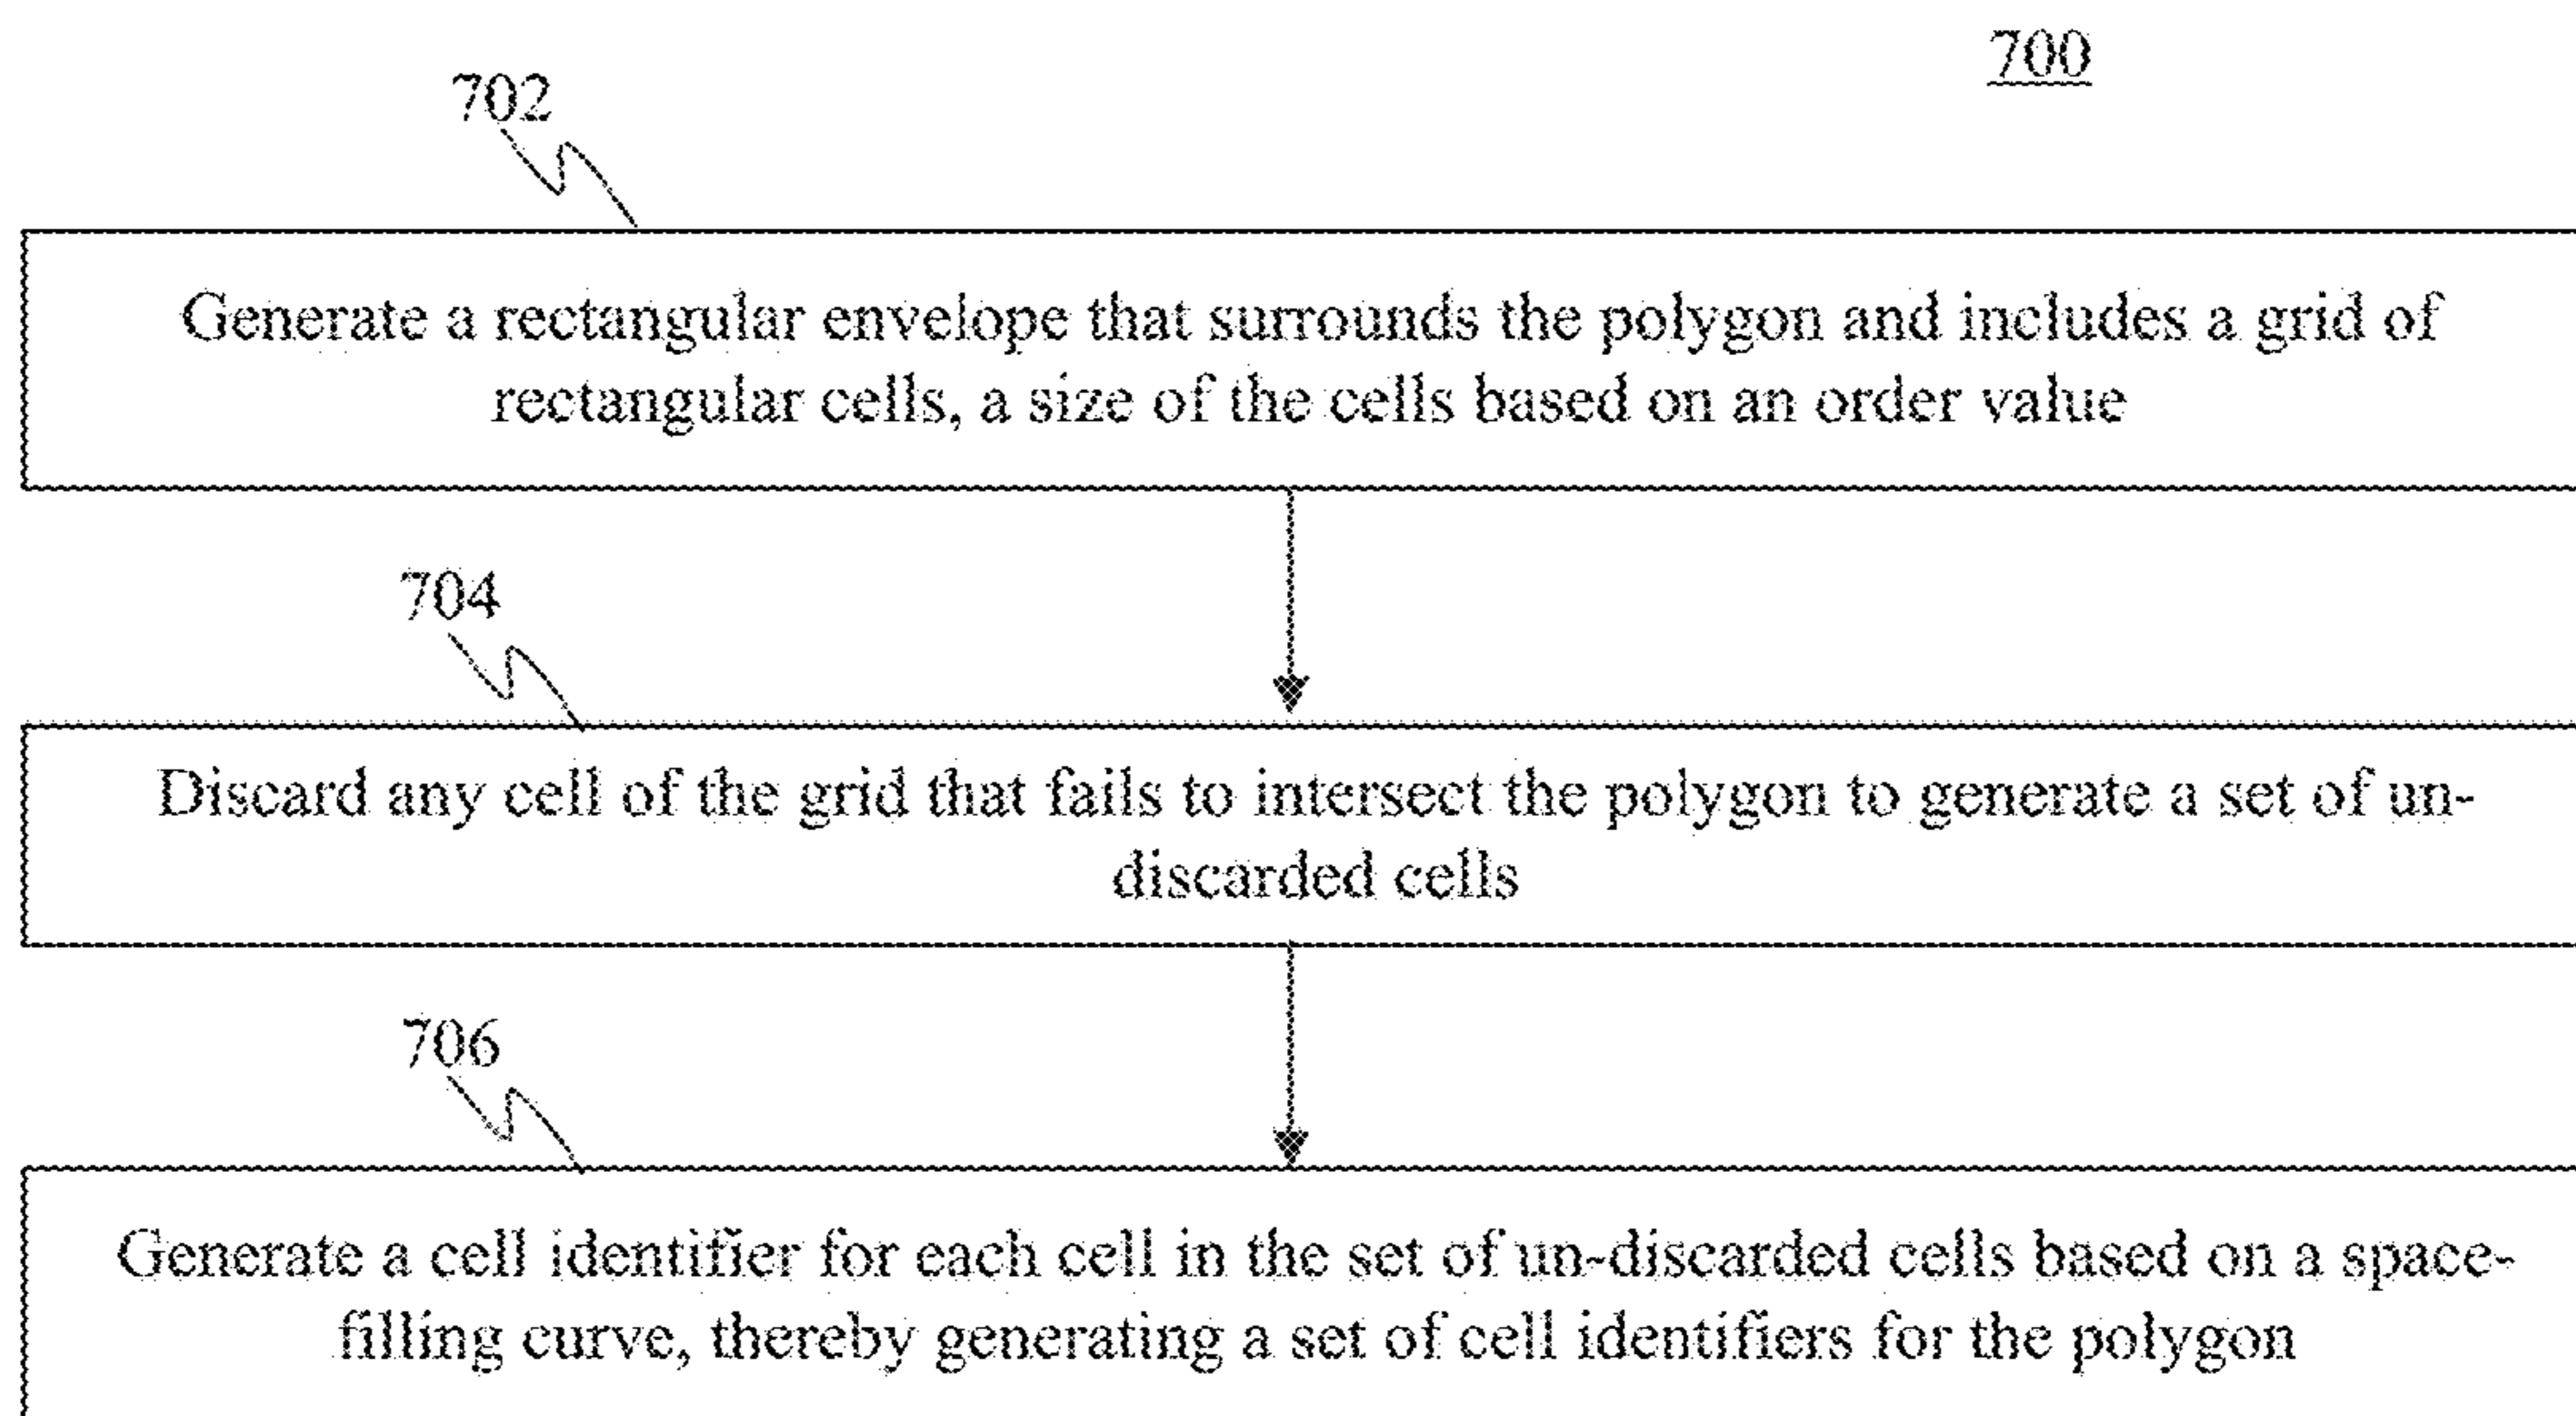 700
702
Generate a rectangular envelope that surrounds the polygon and includes a grid of
rectangular cells, a size of the cells based on an order value
704
Discard any cell of the grid that fails to intersect the polygon to generate a set of un-
discarded cells
706
Generate a cell identifier for each cell in the set of un-discarded cells based on a space-
filling curve, thereby generating a set of cell identifiers for the polygon